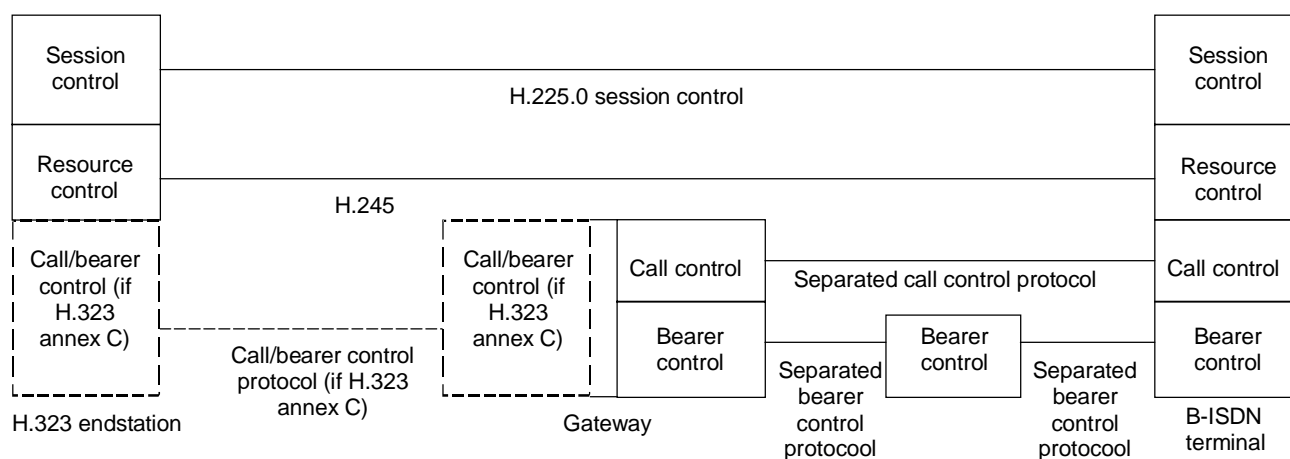 Session
control
Session
control
H.225.0 session control
Resource
control
Resource
control
H.245
Call/bearer
control (if
H.323
annex C)
Call/bearer
control (if
H.323
annex C)
Call control
Separated call control protocol
Call control
Call/bearer control
protocol (if H.323
annex C)
Bearer
control
Separated
bearer
control
protocool
Bearer
control
Separated
bearer
control
protocool
Bearer
control
H.323 endstation
Gateway
B-ISDN
terminal